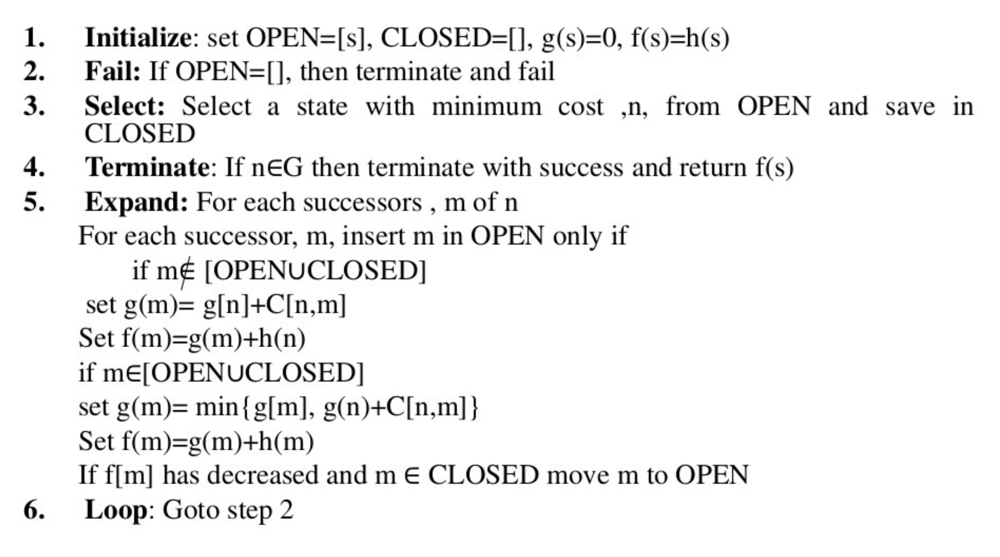 1. Initialize: set OPEN=[s], CLOSED=[], g(s)=0, f(s)=h(s)
2. Fail: If OPEN=[], then terminate and fail
3. Select: Select a state with minimum cost ,n, from OPEN and save in
CLOSED
4. Terminate: If n∈G then terminate with success and return f(s)
5. Expand: For each successors , m of n
For each successor, m, insert m in OPEN only if
if m∉ [OPEN∪CLOSED]
set g(m)= g[n]+C[n,m]
Set f(m)=g(m)+h(n)
if m∈[OPEN∪CLOSED]
set g(m)= min{g[m], g(n)+C[n,m]}
Set f(m)=g(m)+h(m)
If f[m] has decreased and m ∈ CLOSED move m to OPEN
6. Loop: Goto step 2